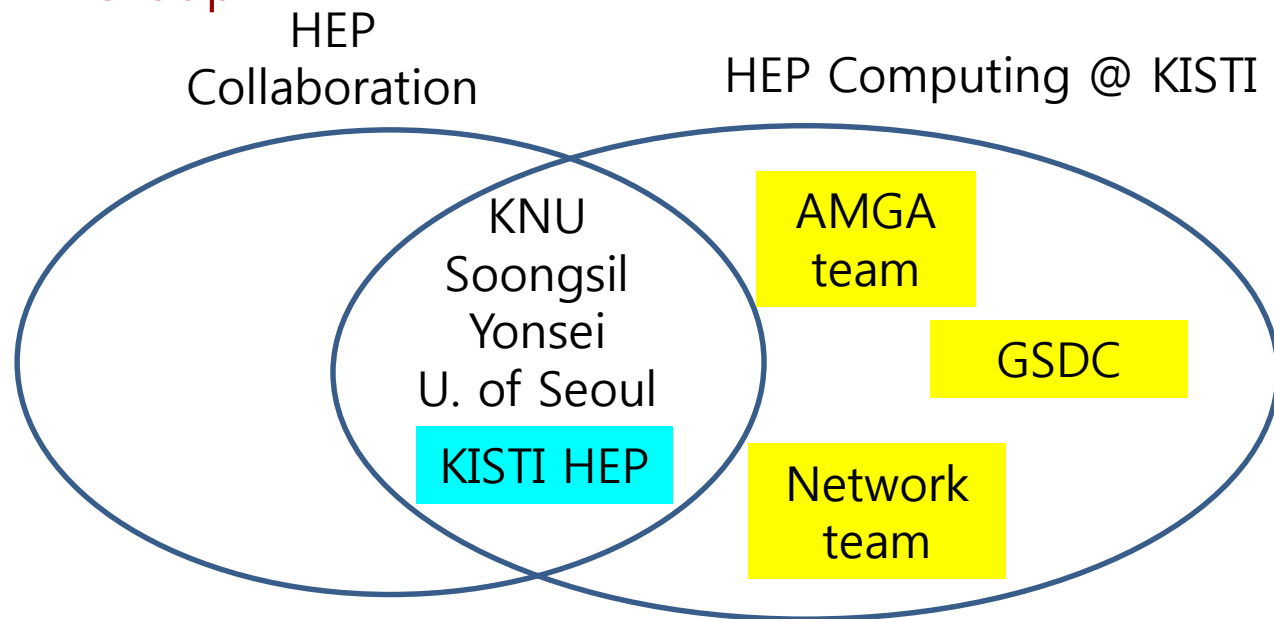 HEP
Collaboration
HEP Computing @ KISTI
KNU
Soongsil
Yonsei
U. of Seoul
KISTI HEP
AMGA
team
GSDC
Network
team